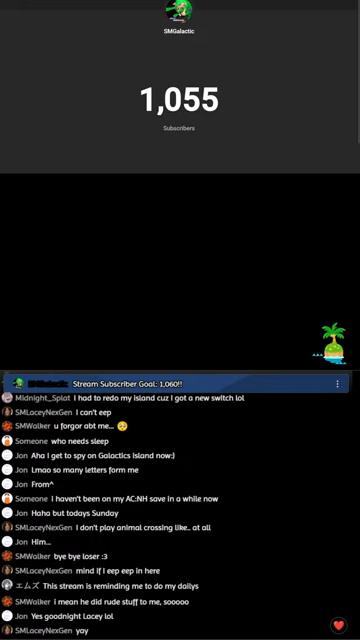 SMGalactic
1,055
Subscribers
SMGalactic Stream Subscriber Goal: 1,060!!
Midnight_Splat I had to redo my island cuz I got a new switch lol
SMLaceyNexGen I can't eep
SMWalker u forgor abt me... 🥺
Someone who needs sleep
Jon Aha I get to spy on Galactics Island now:)
Jon Lmao so many letters form me
Jon From^
Someone i haven't been on my AC:NH save in a while now
Jon Haha but todays Sunday
SMLaceyNexGen I don't play animal crossing like.. at all
Jon Him...
SMWalker bye bye loser :3
SMLaceyNexGen mind if I eep eep in here
エムズ This stream is reminding me to do my dailys
SMWalker i mean he did rude stuff to me, sooooo
Jon Yes goodnight Lacey lol
SMLaceyNexGen yay